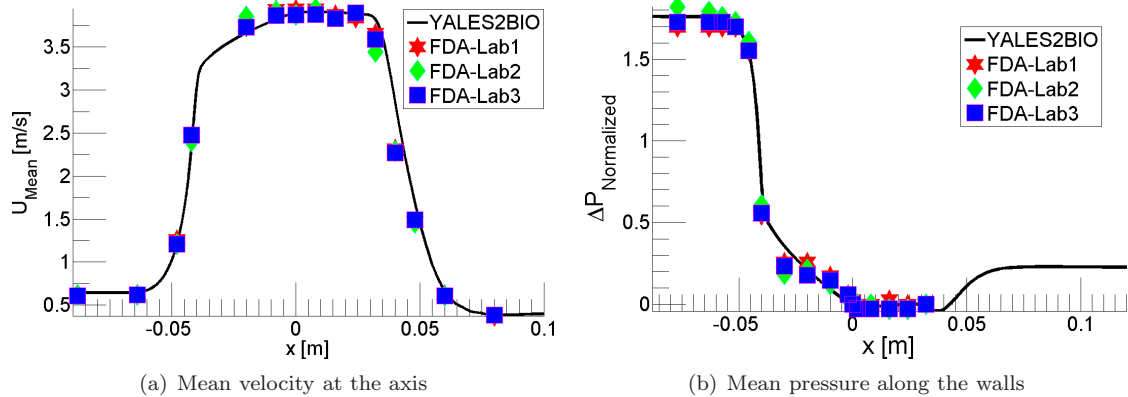 3.5
3
2.5
2
1.5
1
0.5
U_Mean [m/s]
YALES2BIO
FDA-Lab1
FDA-Lab2
FDA-Lab3
-0.05
0
0.05
0.1
x [m]
(a) Mean velocity at the axis
1.5
1
0.5
0
ΔP_Normalized
YALES2BIO
FDA-Lab1
FDA-Lab2
FDA-Lab3
-0.05
0
0.05
0.1
x [m]
(b) Mean pressure along the walls